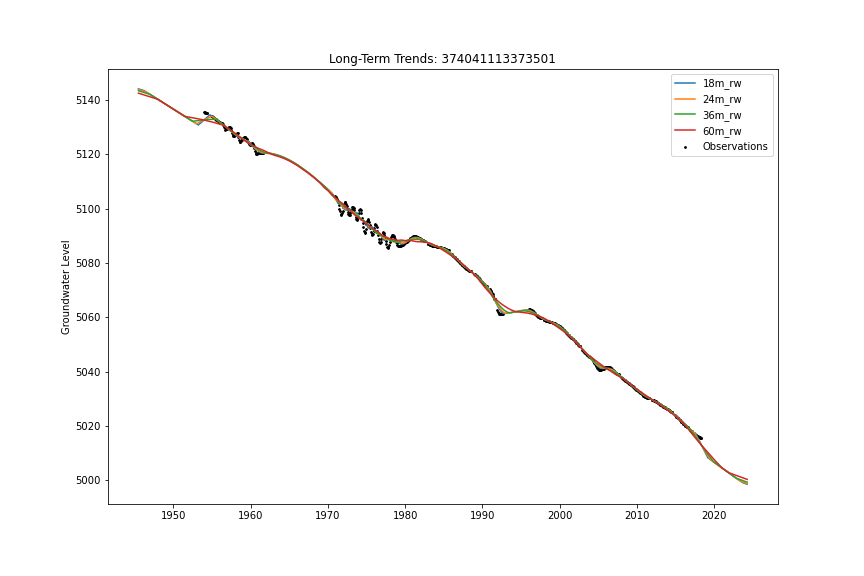 Long-Term Trends: 374041113373501
18m_rw
24m_rw
36m_rw
60m_rw
Observations
Groundwater Level
5140
5120
5100
5080
5060
5040
5020
5000
1950 1960 1970 1980 1990 2000 2010 2020